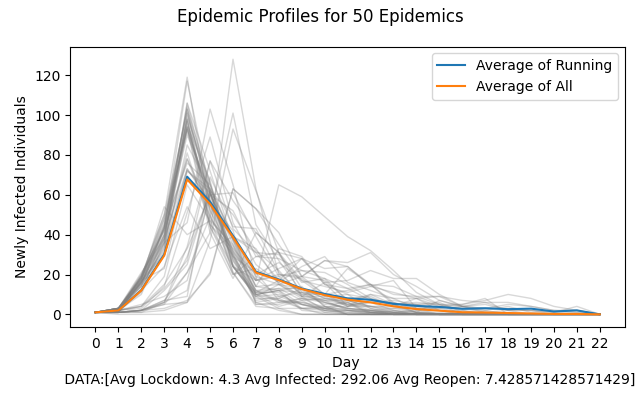 Epidemic Profiles for 50 Epidemics
Average of Running
Average of All
Newly Infected Individuals
120
100
80
60
40
20
0
0 1 2 3 4 5 6 7 8 9 10 11 12 13 14 15 16 17 18 19 20 21 22
Day
DATA:[Avg Lockdown: 4.3 Avg Infected: 292.06 Avg Reopen: 7.428571428571429]